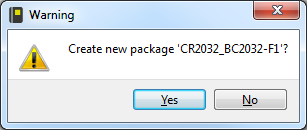 Warning
Create new package 'CR2032_BC2032-F1'?
Yes
No